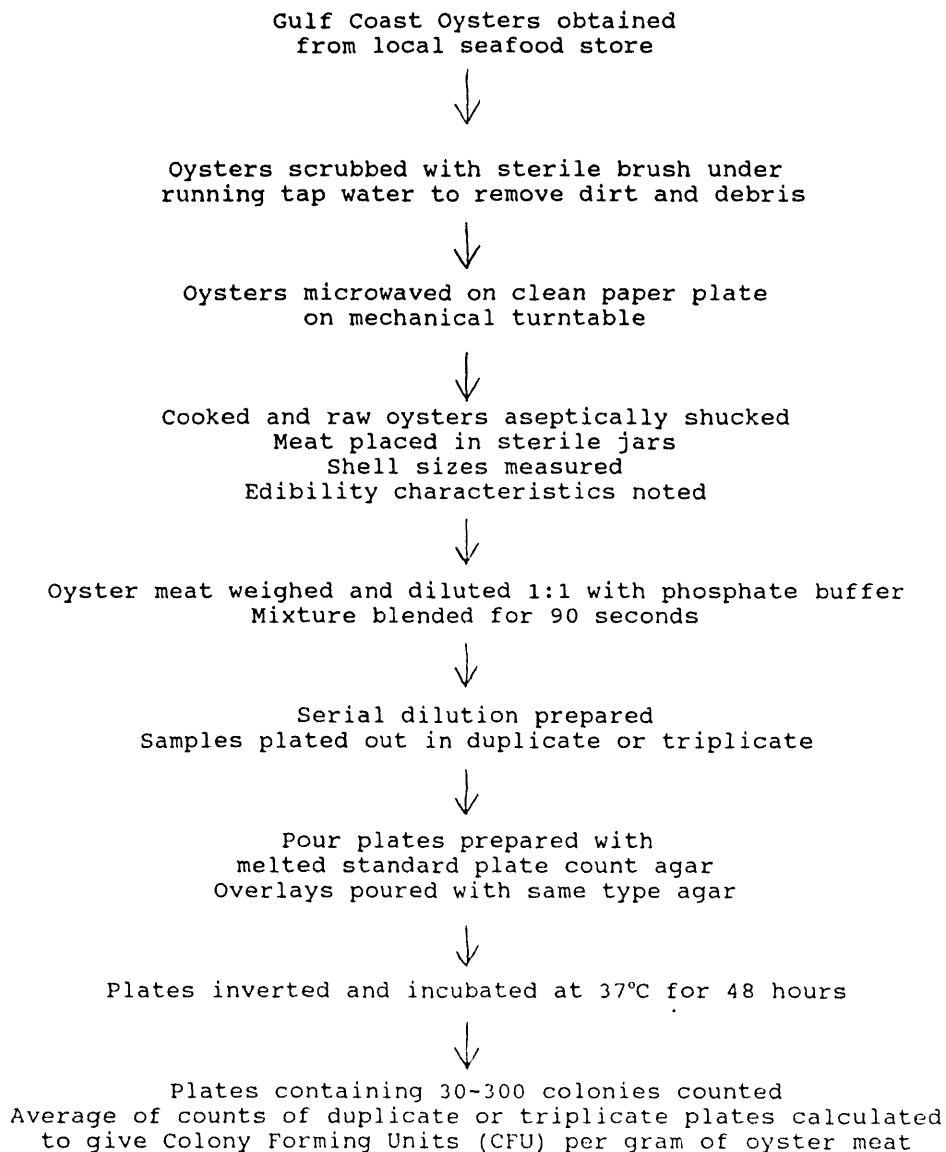 Gulf Coast Oysters obtained
from local seafood store
Oysters scrubbed with sterile brush under
running tap water to remove dirt and debris
Oysters microwaved on clean paper plate
on mechanical turntable
Cooked and raw oysters aseptically shucked
Meat placed in sterile jars
Shell sizes measured
Edibility characteristics noted
Oyster meat weighed and diluted 1:1 with phosphate buffer
Mixture blended for 90 seconds
Serial dilution prepared
Samples plated out in duplicate or triplicate
Pour plates prepared with
melted standard plate count agar
Overlays poured with same type agar
Plates inverted and incubated at 37°C for 48 hours
Plates containing 30-300 colonies counted
Average of counts of duplicate or triplicate plates calculated
to give Colony Forming Units (CFU) per gram of oyster meat